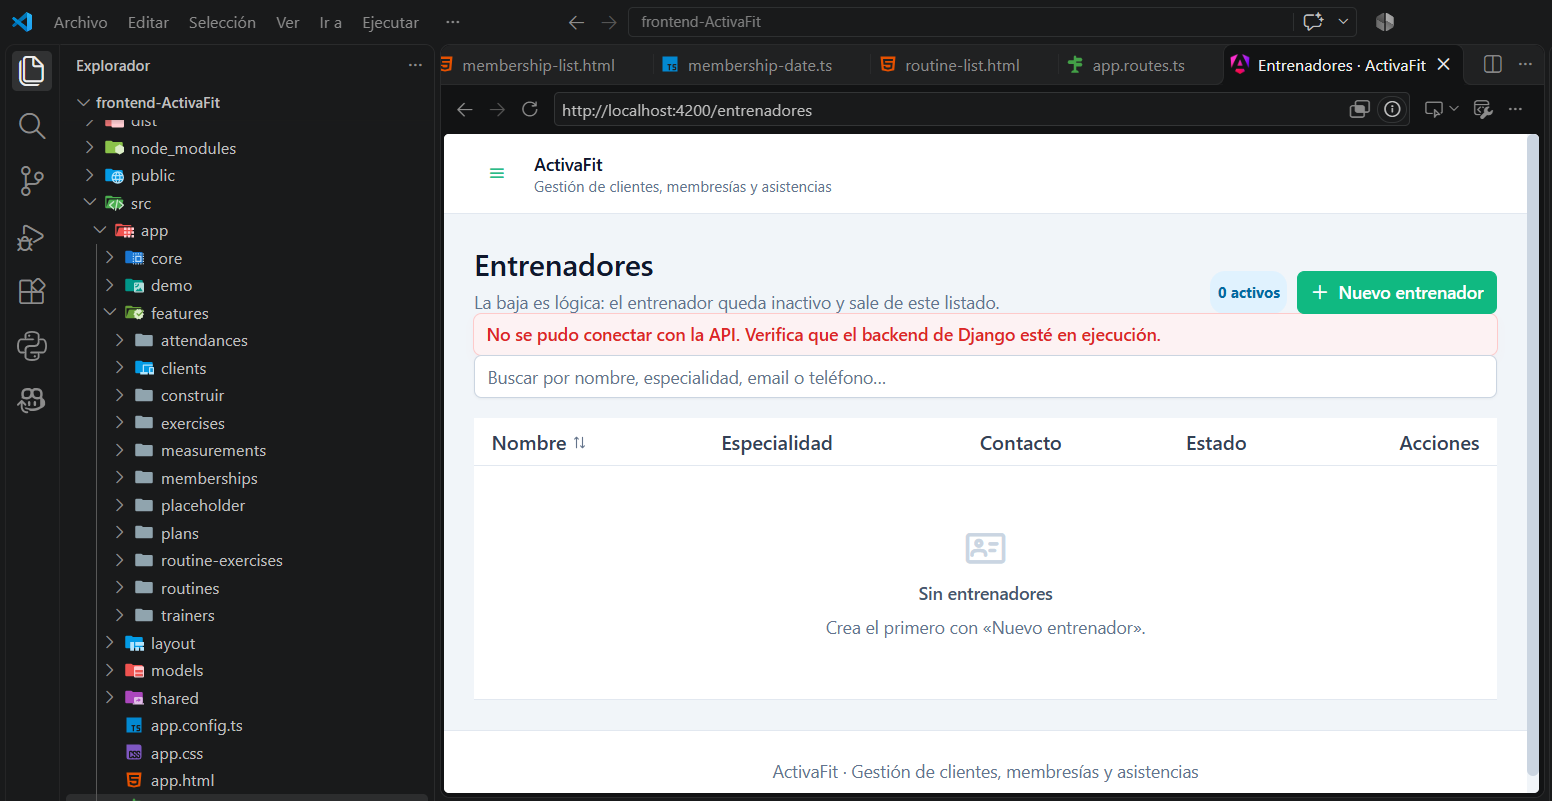 Archivo Editar Selección Ver Ir a Ejecutar ···
frontend-ActivaFit
Explorador ···
frontend-ActivaFit
dist
node_modules
public
src
app
core
demo
features
attendances
clients
construir
exercises
measurements
memberships
placeholder
plans
routine-exercises
routines
trainers
layout
models
shared
app.config.ts
app.css
app.html
membership-list.html
membership-date.ts
routine-list.html
app.routes.ts
Entrenadores · ActivaFit
http://localhost:4200/entrenadores
ActivaFit
Gestión de clientes, membresías y asistencias
Entrenadores
La baja es lógica: el entrenador queda inactivo y sale de este listado.
0 activos
+ Nuevo entrenador
No se pudo conectar con la API. Verifica que el backend de Django esté en ejecución.
Buscar por nombre, especialidad, email o teléfono...
Nombre Especialidad Contacto Estado Acciones
Sin entrenadores
Crea el primero con «Nuevo entrenador».
ActivaFit · Gestión de clientes, membresías y asistencias